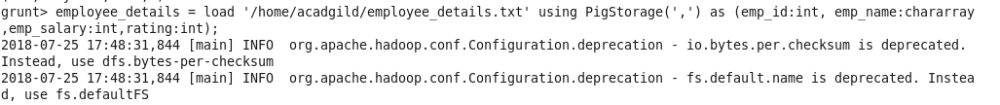 grunt> employee_details = load '/home/acadgild/employee_details.txt' using PigStorage(',') as (emp_id:int, emp_name:chararray
,emp_salary:int,rating:int);
2018-07-25 17:48:31,844 [main] INFO  org.apache.hadoop.conf.Configuration.deprecation - io.bytes.per.checksum is deprecated.
Instead, use dfs.bytes-per-checksum
2018-07-25 17:48:31,844 [main] INFO  org.apache.hadoop.conf.Configuration.deprecation - fs.default.name is deprecated. Instea
d, use fs.defaultFS